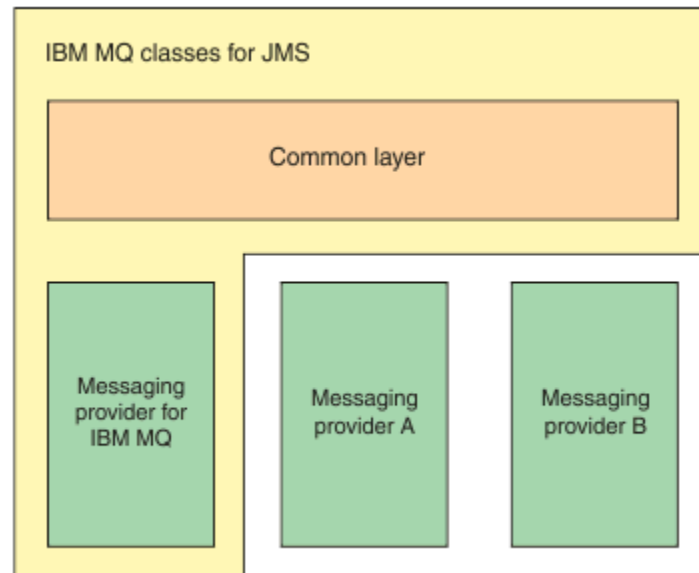 IBM MQ classes for JMS
Common layer
Messaging
provider for
IBM MQ
Messaging
provider A
Messaging
provider B